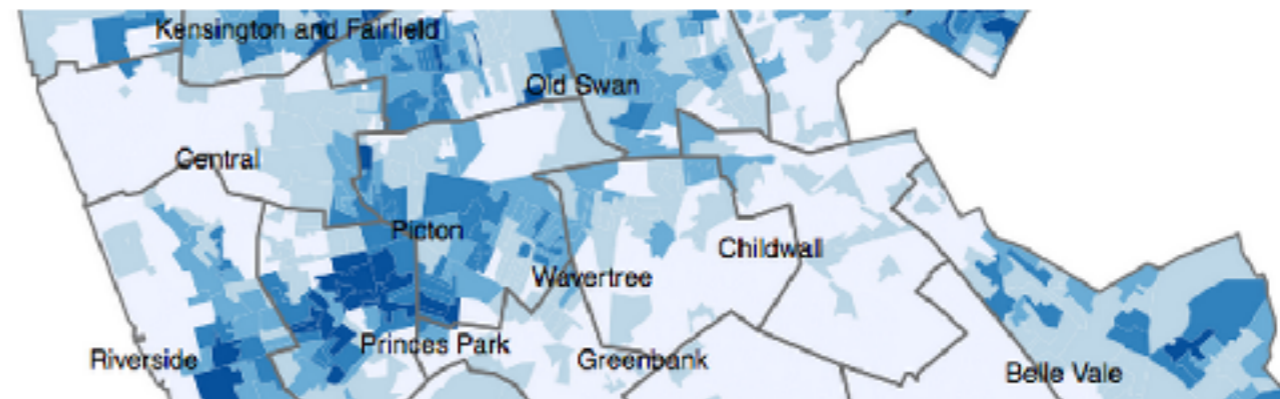 Kensington and Fairfield
Old Swan
Central
Picton
Childwall
Wavertree
Princes Park
Riverside
Greenbank
Belle Vale